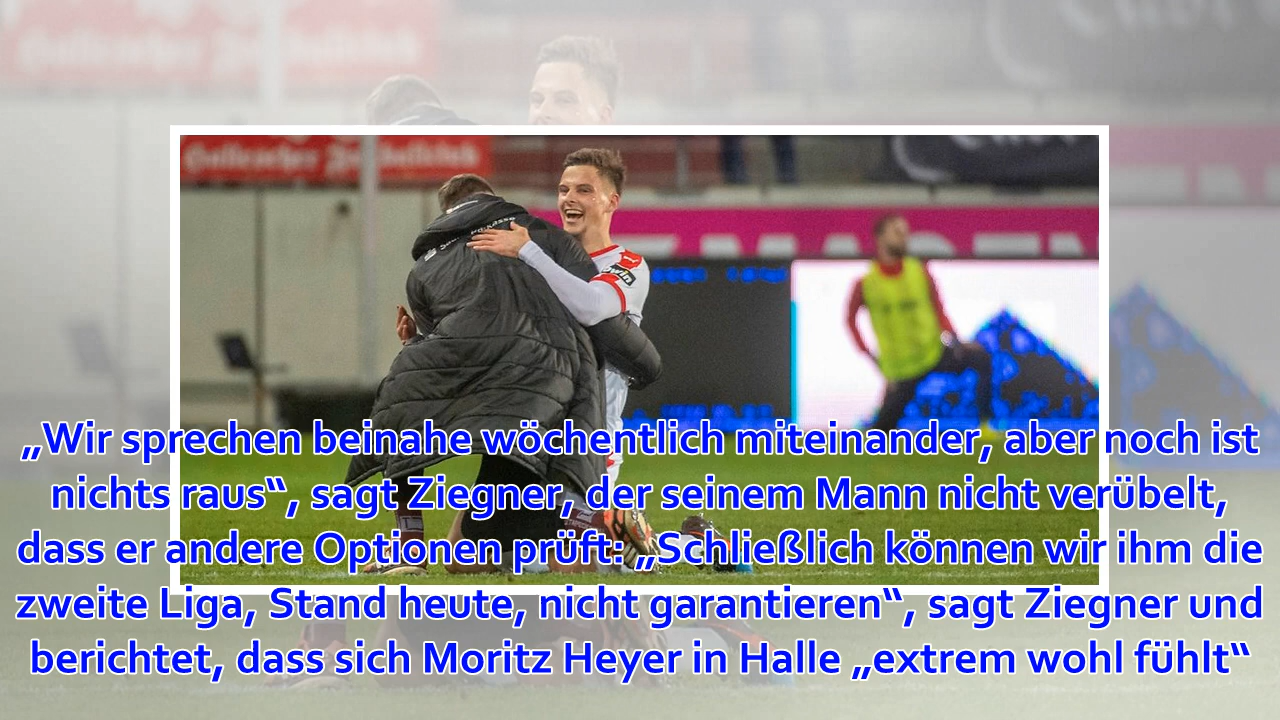 „Wir sprechen beinahe wöchentlich miteinander, aber noch ist
nichts raus“, sagt Ziegner, der seinem Mann nicht verübelt,
dass er andere Optionen prüft: „Schließlich können wir ihm die
zweite Liga, Stand heute, nicht garantieren“, sagt Ziegner und
berichtet, dass sich Moritz Heyer in Halle „extrem wohl fühlt“